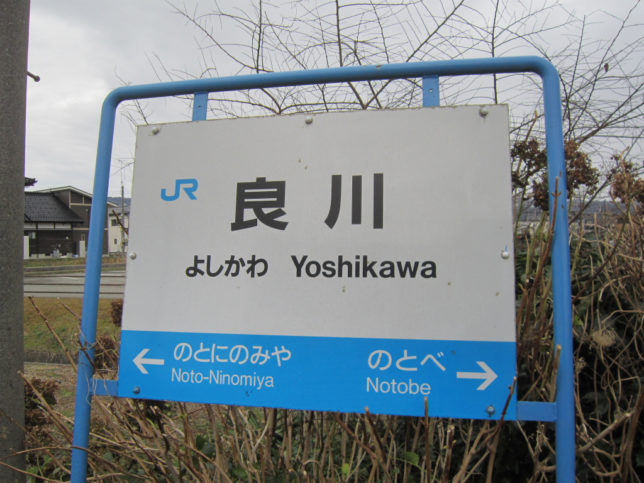 JR 良川
よしかわ Yoshikawa
← のとにのみや のとべ →
Noto-Ninomiya Notobe